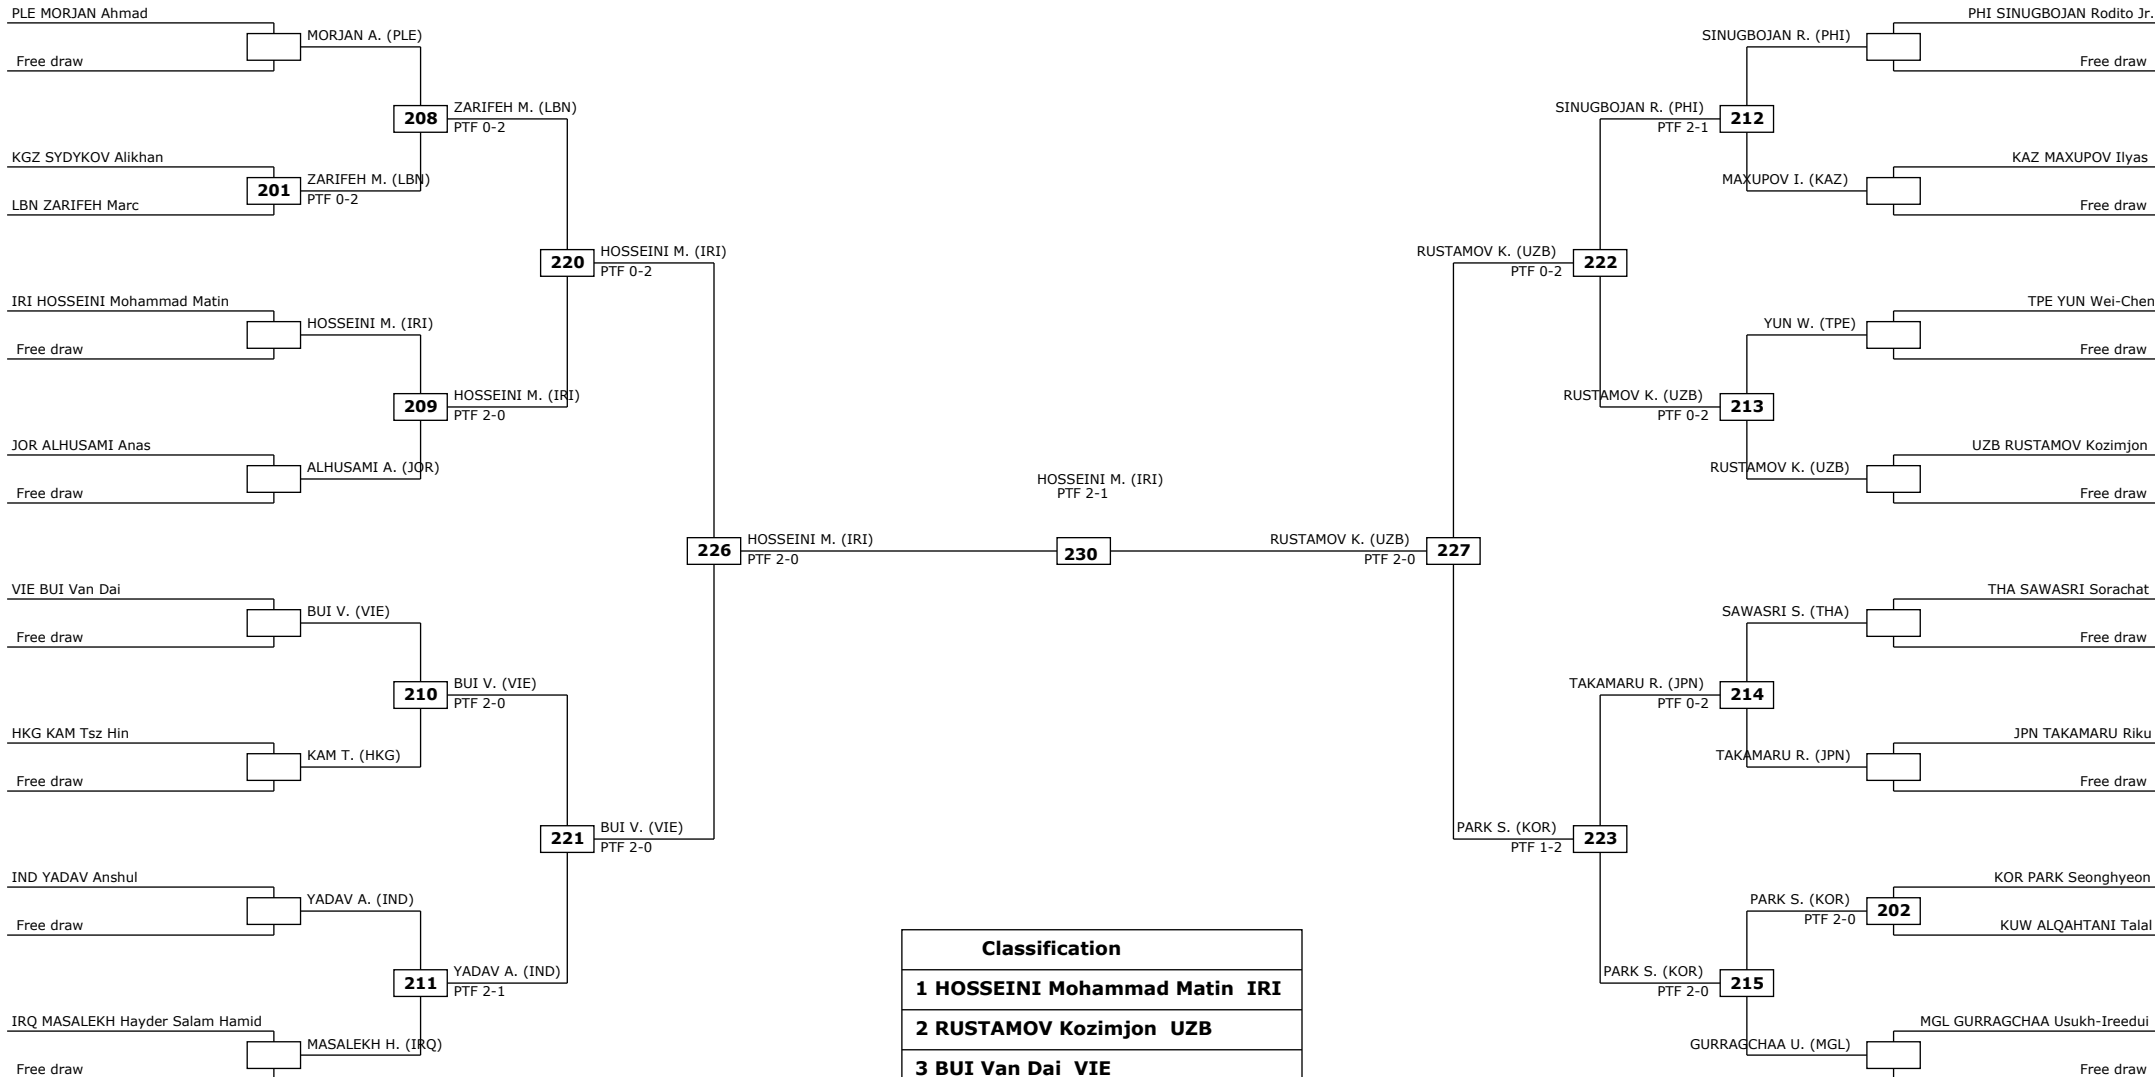 PLE MORJAN Ahmad
Free draw
MORJAN A. (PLE)
208
ZARIFEH M. (LBN)
PTF 0-2
KGZ SYDYKOV Alikhan
LBN ZARIFEH Marc
201
ZARIFEH M. (LBN)
PTF 0-2
220
HOSSEINI M. (IRI)
PTF 0-2
IRI HOSSEINI Mohammad Matin
Free draw
HOSSEINI M. (IRI)
209
HOSSEINI M. (IRI)
PTF 2-0
JOR ALHUSAMI Anas
Free draw
ALHUSAMI A. (JOR)
226
HOSSEINI M. (IRI)
PTF 2-0
VIE BUI Van Dai
Free draw
BUI V. (VIE)
210
BUI V. (VIE)
PTF 2-0
HKG KAM Tsz Hin
Free draw
KAM T. (HKG)
221
BUI V. (VIE)
PTF 2-0
IND YADAV Anshul
Free draw
YADAV A. (IND)
211
YADAV A. (IND)
PTF 2-1
IRQ MASALEKH Hayder Salam Hamid
Free draw
MASALEKH H. (IRQ)
HOSSEINI M. (IRI)
PTF 2-1
230
Classification
1 HOSSEINI Mohammad Matin IRI
2 RUSTAMOV Kozimjon UZB
3 BUI Van Dai VIE
PHI SINUGBOJAN Rodito Jr.
Free draw
SINUGBOJAN R. (PHI)
SINUGBOJAN R. (PHI)
PTF 2-1
212
KAZ MAXUPOV Ilyas
Free draw
MAXUPOV I. (KAZ)
RUSTAMOV K. (UZB)
PTF 0-2
222
TPE YUN Wei-Chen
Free draw
YUN W. (TPE)
RUSTAMOV K. (UZB)
PTF 0-2
213
UZB RUSTAMOV Kozimjon
Free draw
RUSTAMOV K. (UZB)
RUSTAMOV K. (UZB)
PTF 2-0
227
THA SAWASRI Sorachat
Free draw
SAWASRI S. (THA)
TAKAMARU R. (JPN)
PTF 0-2
214
JPN TAKAMARU Riku
Free draw
TAKAMARU R. (JPN)
PARK S. (KOR)
PTF 1-2
223
KOR PARK Seonghyeon
KUW ALQAHTANI Talal
PARK S. (KOR)
PTF 2-0
202
PARK S. (KOR)
PTF 2-0
215
MGL GURRAGCHAA Usukh-Ireedui
Free draw
GURRAGCHAA U. (MGL)